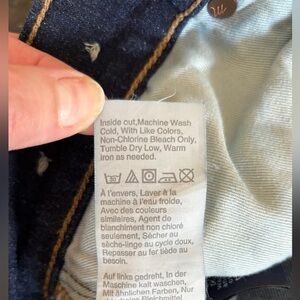 Inside out,Machine Wash
Cold, With Like Colors,
Non-Chlorine Bleach Only,
Tumble Dry Low, Warm
Iron as needed.
À l'envers, Laver à la
machine à l'eau froide,
Avec des couleurs
similaires, Agent de
blanchiment non chloré
seulement, Sécher au
sèche-linge au cycle doux,
Repasser au fer tiède au
besoin.
Auf links gedreht, In der
Maschine kalt waschen,
Mit ähnlichen Farben, Nur
Bleichmittel